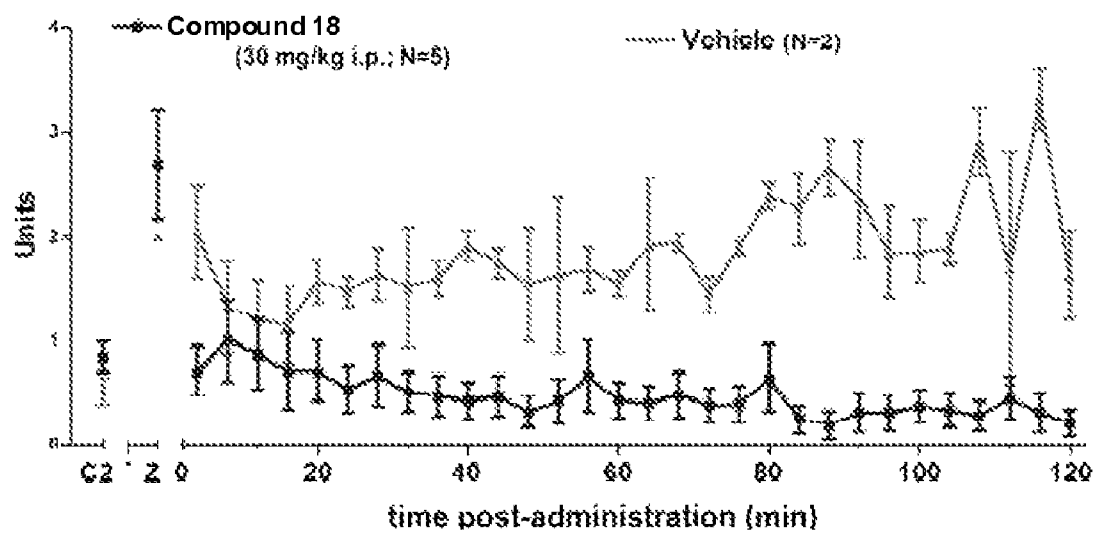 4
Compound 18
(30 mg/kg i.p.; N=5)
Vehicle (N=2)
3
2
1
0
Units
C2 2 0 20 40 60 80 100 120
time post-administration (min)